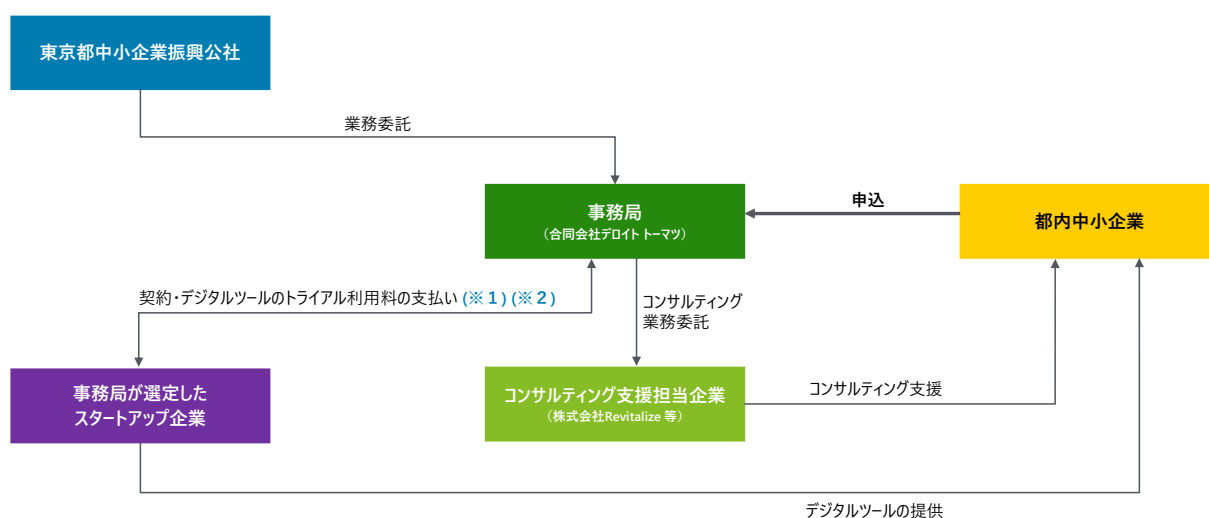 東京都中小企業振興公社
業務委託
事務局
（合同会社デロイト トーマツ）
申込
都内中小企業
契約・デジタルツールのトライアル利用料の支払い (※１) (※２)
コンサルティング
業務委託
事務局が選定した
スタートアップ企業
コンサルティング支援担当企業
（株式会社Revitalize 等）
コンサルティング支援
デジタルツールの提供